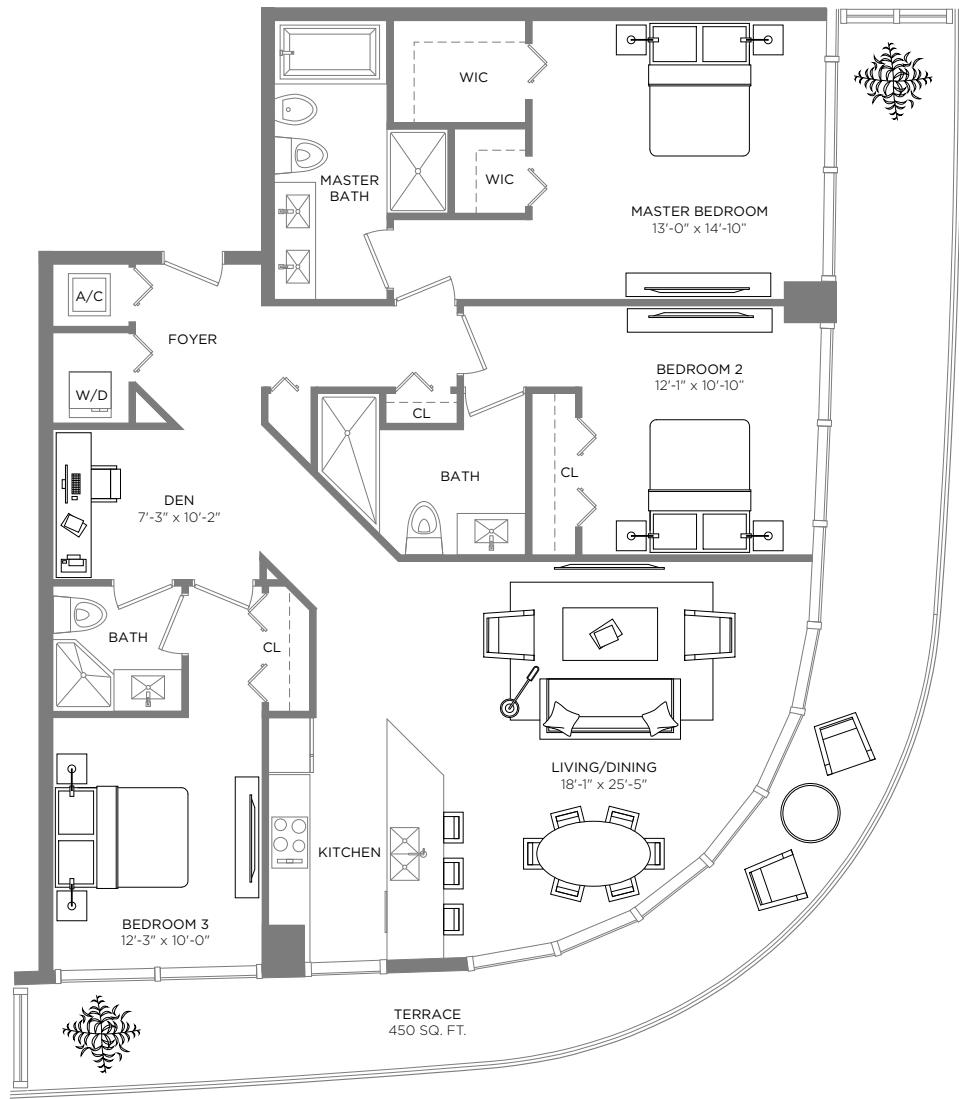 WIC
WIC
MASTER
BATH
MASTER BEDROOM
13'-0" x 14'-10"
A/C
FOYER
W/D
BEDROOM 2
12'-1" x 10'-10"
CL
BATH
CL
DEN
7'-3" x 10'-2"
BATH
CL
LIVING/DINING
18'-1" x 25'-5"
KITCHEN
BEDROOM 3
12'-3" x 10'-0"
TERRACE
450 SQ. FT.